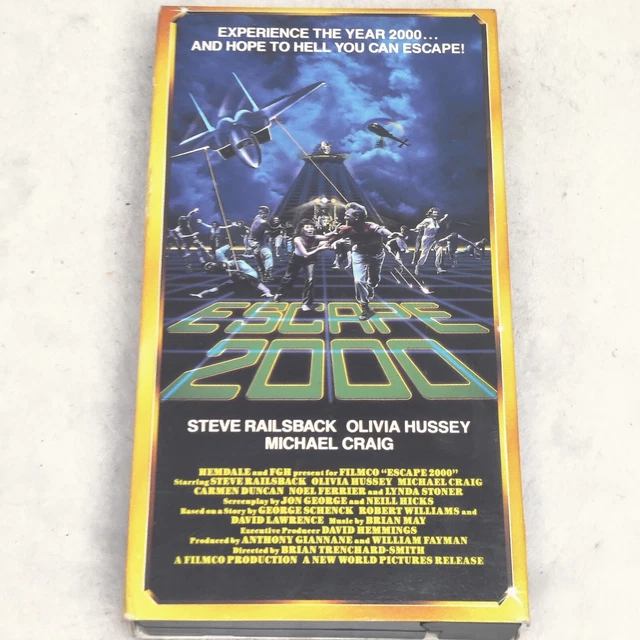 EXPERIENCE THE YEAR 2000...
AND HOPE TO HELL YOU CAN ESCAPE!
ESCAPE
2000
STEVE RAILSBACK OLIVIA HUSSEY
MICHAEL CRAIG
HEMDALE and FGH present for FILMCO "ESCAPE 2000"
Starring STEVE RAILSBACK OLIVIA HUSSEY MICHAEL CRAIG
CARMEN DUNCAN NOEL FERRIER and LYNDA STONER
Screenplay by JON GEORGE and NEILL HICKS
Based on a Story by GEORGE SCHENCK ROBERT WILLIAMS and
DAVID LAWRENCE Music by BRIAN MAY
Executive Producer DAVID HEMMINGS
Produced by ANTHONY GIANNANE and WILLIAM FAYMAN
Directed by BRIAN TRENCHARD-SMITH
A FILMCO PRODUCTION A NEW WORLD PICTURES RELEASE